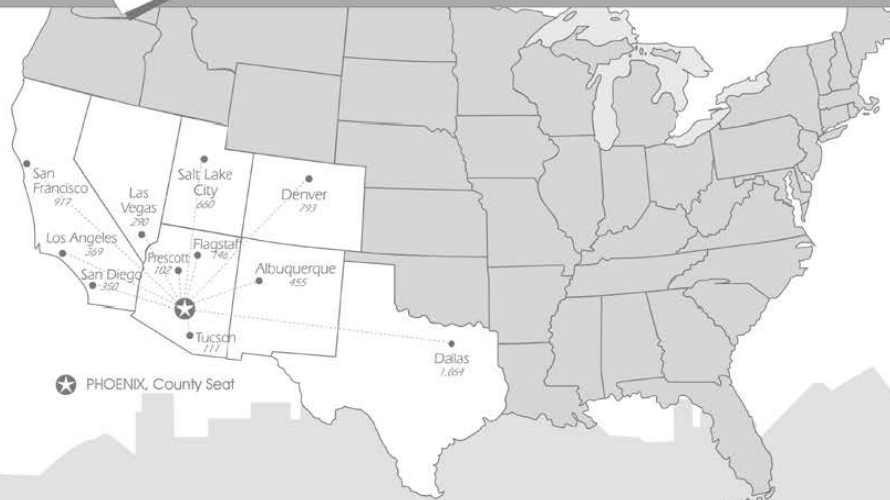 San
Francisco
917
Las
Vegas
290
Salt Lake
City
660
Denver
793
Los Angeles
369
San Diego
350
Prescott
102
Flagstaff
146
Albuquerque
455
Tucson
111
Dallas
1,064
PHOENIX, County Seat